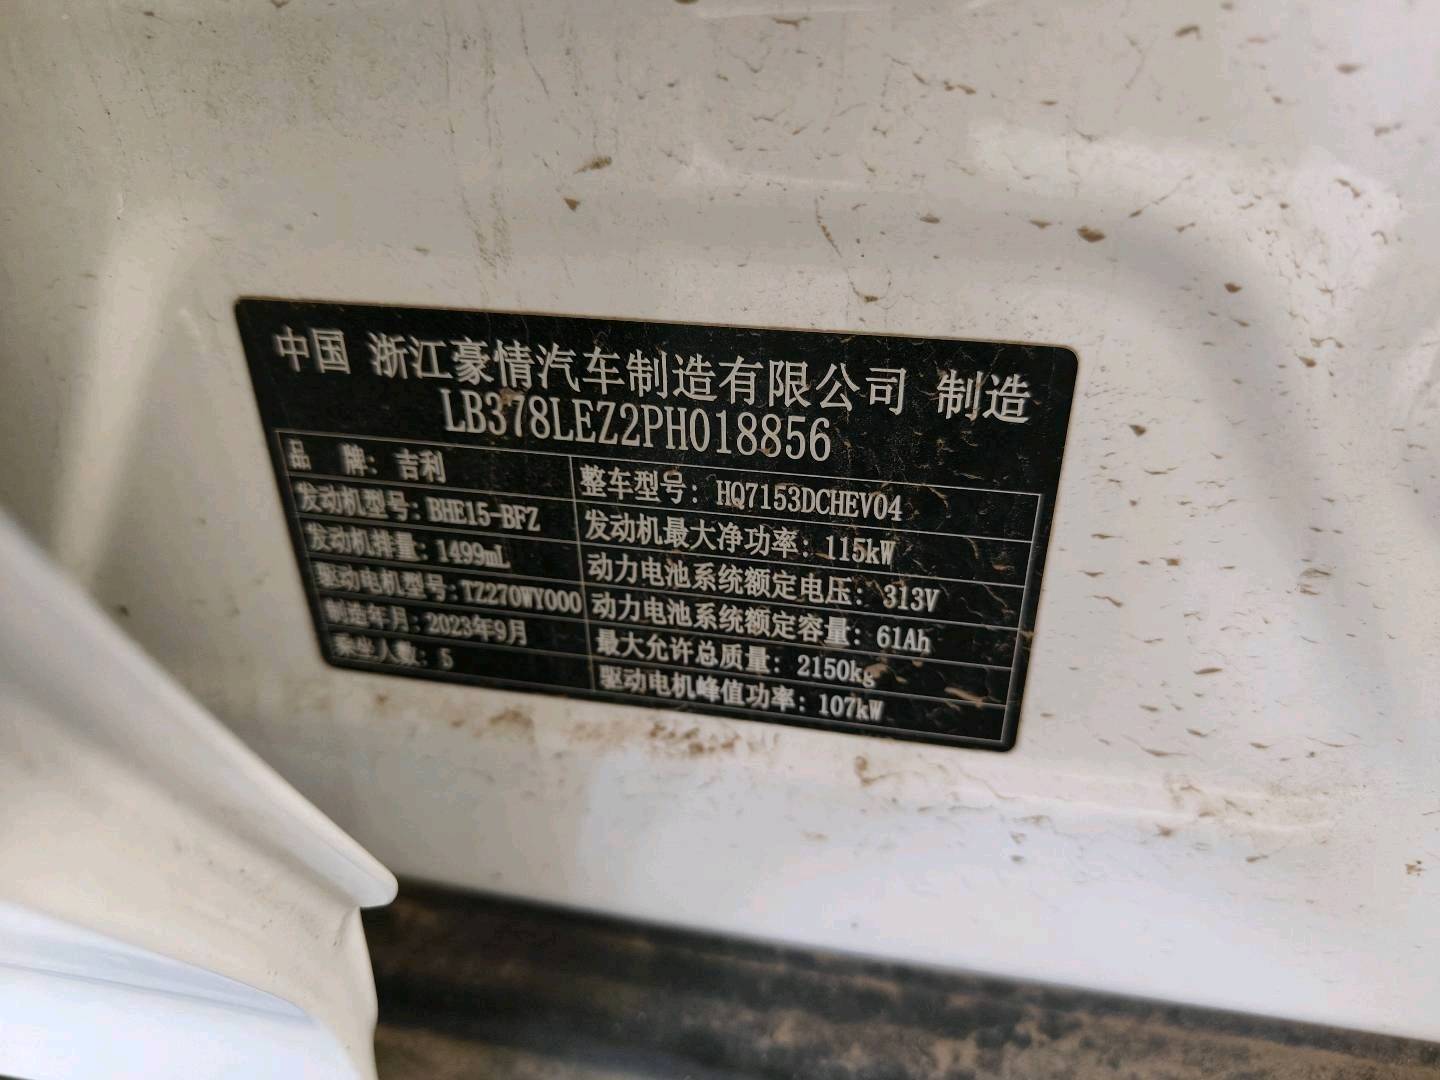 中国 浙江豪情汽车制造有限公司 制造
LB378LEZ2PH018856
品 牌: 吉利
整车型号: HQ7153DCHEV04
发动机型号: BHE15-BFZ
发动机最大净功率: 115kW
发动机排量: 1499mL
动力电池系统额定电压: 313V
驱动电机型号: TZ270WY000
动力电池系统额定容量: 61Ah
制造年月: 2023年9月
最大允许总质量: 2150kg
乘坐人数: 5
驱动电机峰值功率: 107kW